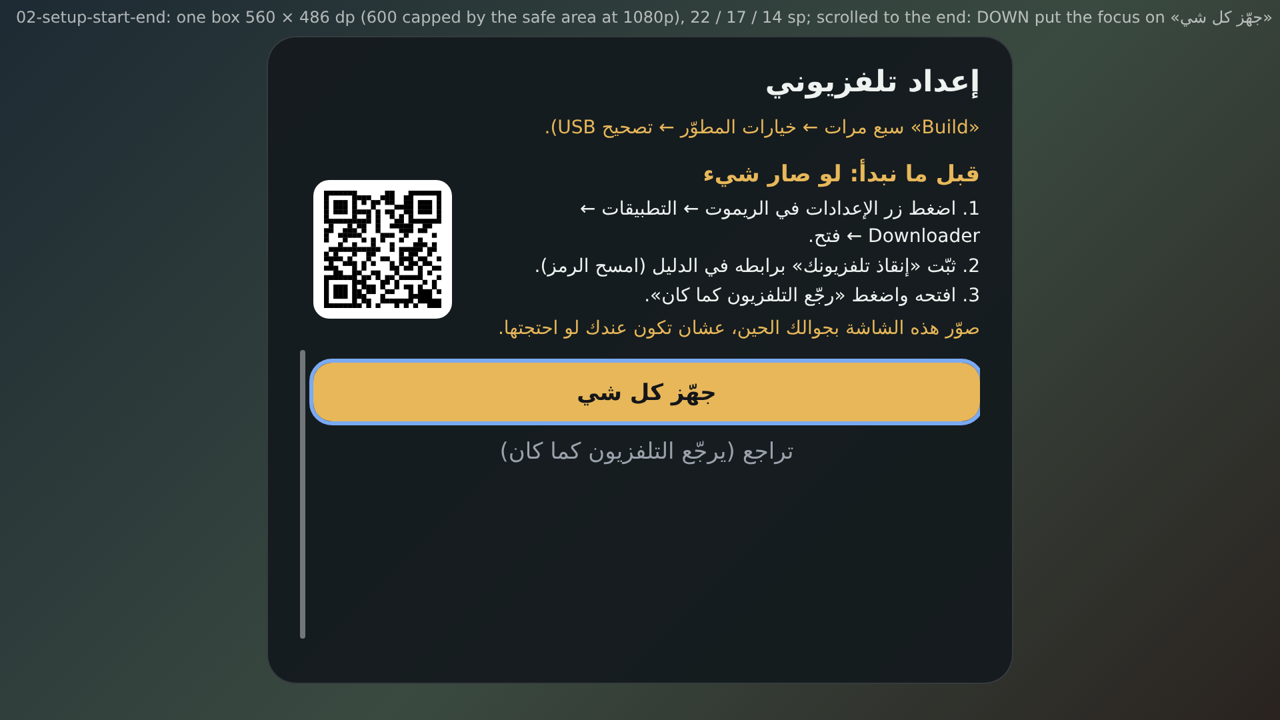 02-setup-start-end: one box 560 × 486 dp (600 capped by the safe area at 1080p), 22 / 17 / 14 sp; scrolled to the end: DOWN put the focus on «جهّز كل شي»
إعداد تلفزيوني
«Build» سبع مرات ← خيارات المطوّر ← تصحيح USB).
قبل ما نبدأ: لو صار شيء
1. اضغط زر الإعدادات في الريموت ← التطبيقات ←
Downloader ← فتح.
2. ثبّت «إنقاذ تلفزيونك» برابطه في الدليل (امسح الرمز).
3. افتحه واضغط «رجّع التلفزيون كما كان».
صوّر هذه الشاشة بجوالك الحين، عشان تكون عندك لو احتجتها.
جهّز كل شي
تراجع (يرجّع التلفزيون كما كان)